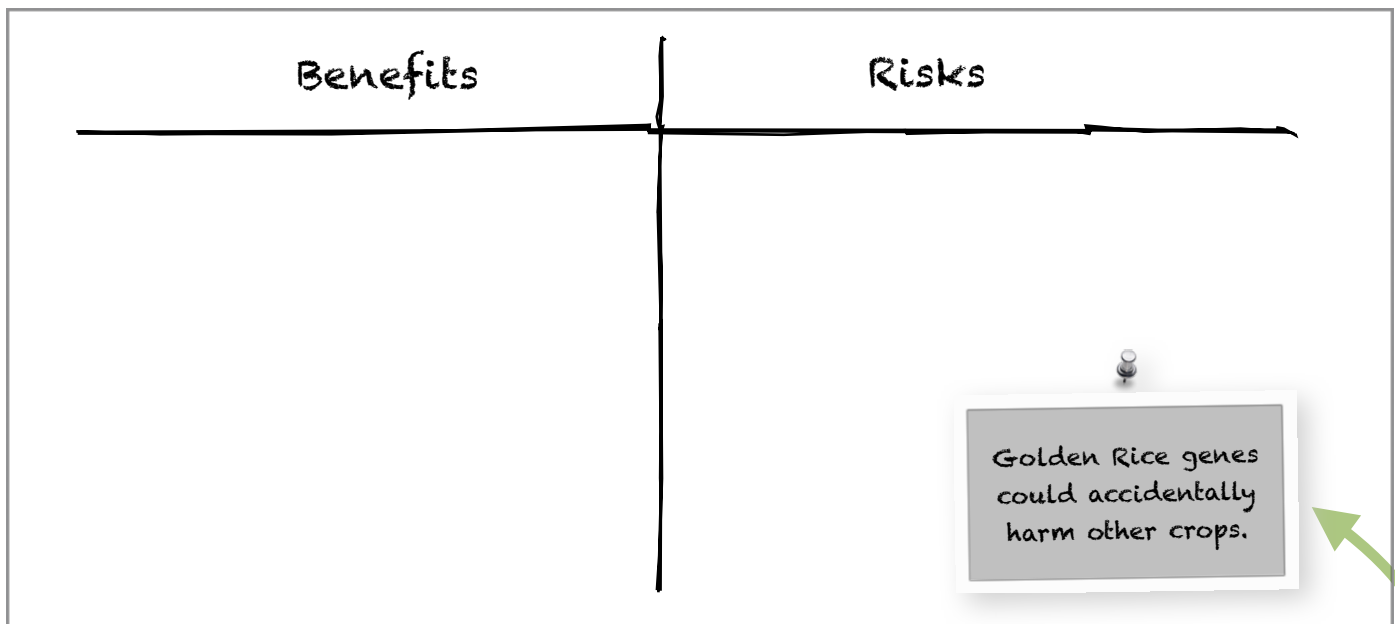 Benefits
Risks
Golden Rice genes
could accidentally
harm other crops.